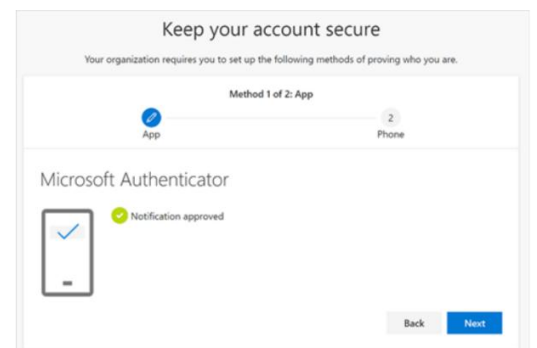 Keep your account secure
Your organization requires you to set up the following methods of proving who you are.
Method 1 of 2: App
App
2
Phone
Microsoft Authenticator
Notification approved
Back
Next